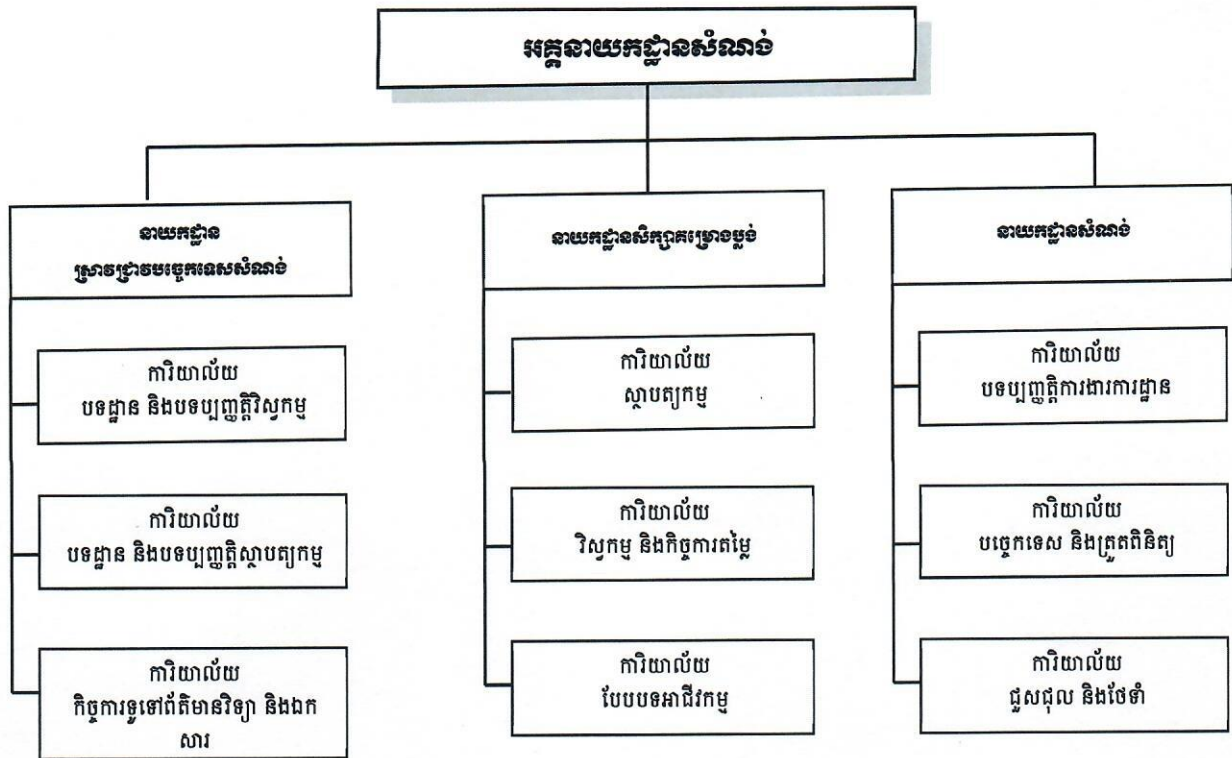 អគ្គនាយកដ្ឋានសំណង់
នាយកដ្ឋាន
ស្រាវជ្រាវបច្ចេកទេសសំណង់
ការិយាល័យ
បទដ្ឋាន និងបទប្បញ្ញត្តិវិស្វកម្ម
ការិយាល័យ
បទដ្ឋាន និងបទប្បញ្ញត្តិស្ថាបត្យកម្ម
ការិយាល័យ
កិច្ចការទូទៅព័ត៌មានវិទ្យា និងឯក
សារ
នាយកដ្ឋានសិក្សាគម្រោងប្លង់
ការិយាល័យ
ស្ថាបត្យកម្ម
ការិយាល័យ
វិស្វកម្ម និងកិច្ចការតម្លៃ
ការិយាល័យ
បែបបទអាជីវកម្ម
នាយកដ្ឋានសំណង់
ការិយាល័យ
បទប្បញ្ញត្តិការងារការដ្ឋាន
ការិយាល័យ
បច្ចេកទេស និងត្រួតពិនិត្យ
ការិយាល័យ
ជួសជុល និងថែទាំ